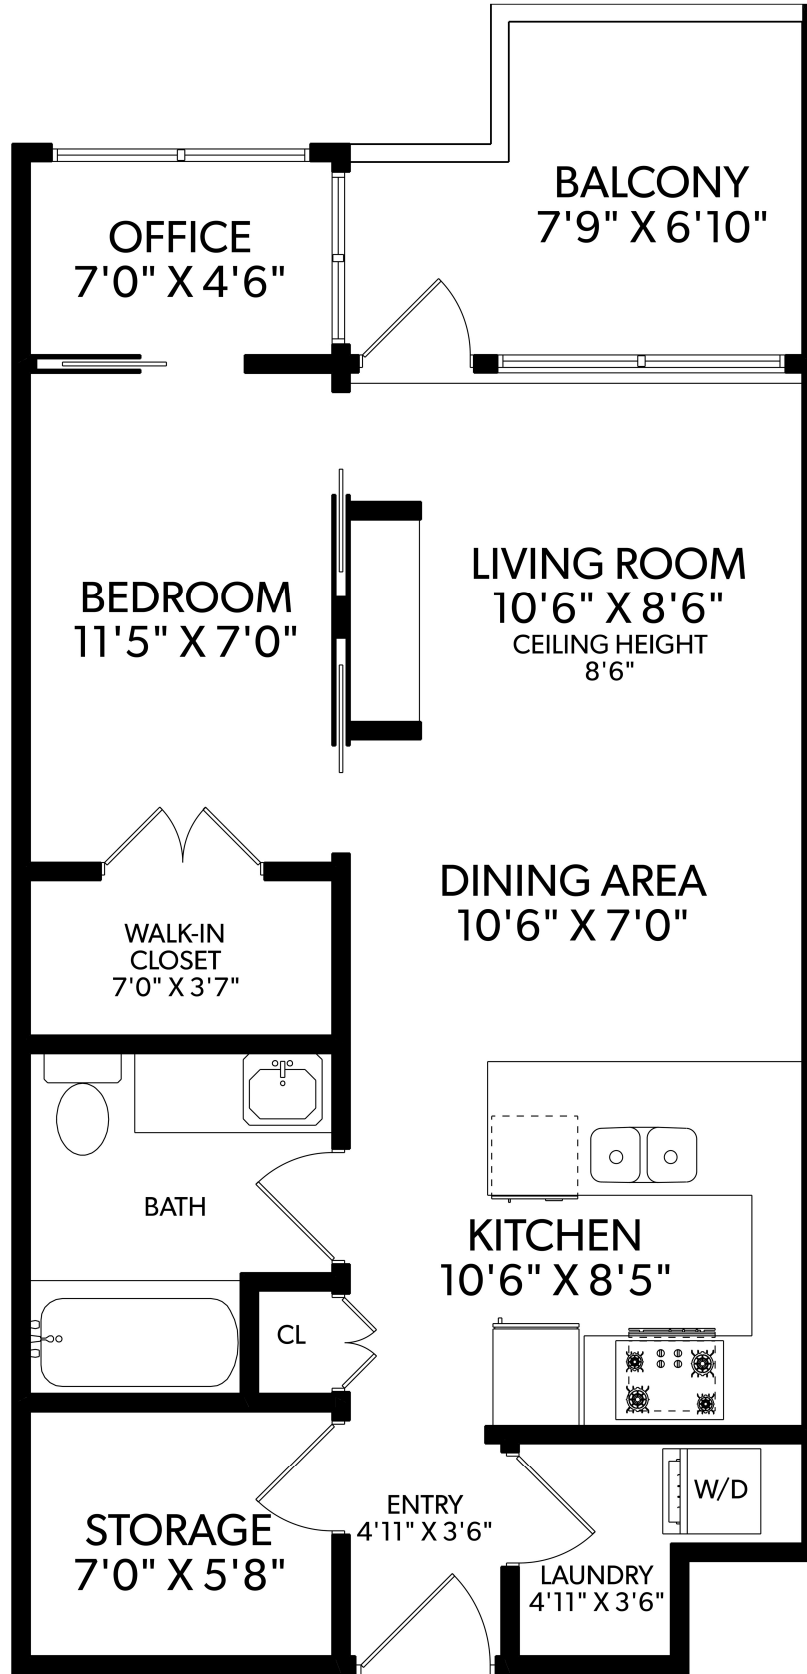 BALCONY
7'9" X 6'10"
OFFICE
7'0" X 4'6"
LIVING ROOM
10'6" X 8'6"
CEILING HEIGHT
8'6"
BEDROOM
11'5" X 7'0"
DINING AREA
10'6" X 7'0"
WALK-IN
CLOSET
7'0" X 3'7"
BATH
KITCHEN
10'6" X 8'5"
CL
W/D
ENTRY
4'11" X 3'6"
STORAGE
7'0" X 5'8"
LAUNDRY
4'11" X 3'6"